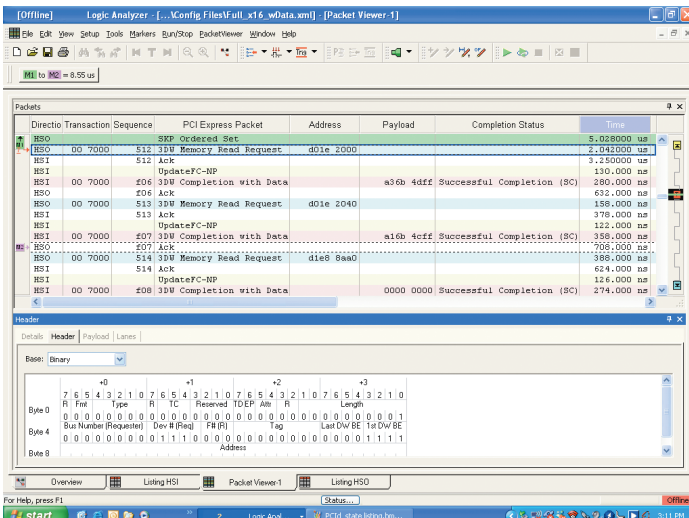 [Offline] Logic Analyzer - [...\Config Files\Full_x16_wData.xml] - [Packet Viewer-1]
File Edit View Setup Tools Markers Run/Stop PacketViewer Window Help
M1 to M2 = 8.55 us
Packets
Directio Transaction Sequence PCI Express Packet Address Payload Completion Status Time
M1 HSO SKP Ordered Set 5.028000 us
HSO 00 7000 512 3DW Memory Read Request d01e 2000 2.042000 us
HSI 512 Ack 3.250000 us
HSI UpdateFC-NP 130.000 ns
HSI 00 7000 f06 3DW Completion with Data a36b 4dff Successful Completion (SC) 280.000 ns
HSO f06 Ack 632.000 ns
HSO 00 7000 513 3DW Memory Read Request d01e 2040 158.000 ns
HSI 513 Ack 378.000 ns
HSI UpdateFC-NP 122.000 ns
HSI 00 7000 f07 3DW Completion with Data a16b 4cff Successful Completion (SC) 358.000 ns
M2 HSO f07 Ack 708.000 ns
HSO 00 7000 514 3DW Memory Read Request d1e8 8aa0 388.000 ns
HSI 514 Ack 624.000 ns
HSI UpdateFC-NP 126.000 ns
HSI 00 7000 f08 3DW Completion with Data 0000 0000 Successful Completion (SC) 274.000 ns
Header
Details Header Payload Lanes
Base: Binary
+0 +1 +2 +3
7 6 5 4 3 2 1 0 7 6 5 4 3 2 1 0 7 6 5 4 3 2 1 0 7 6 5 4 3 2 1 0
R Fmt Type R TC Reserved TD EP Attr R Length
Byte 0 0 0 0 0 0 0 0 0 0 0 0 0 0 0 0 0 0 0 0 0 0 0 0 0 0 0 0 0 0 0 0 1
Bus Number (Requester) Dev # (Req) F# (R) Tag Last DW BE 1st DW BE
Byte 4 0 0 0 0 0 0 0 0 0 1 1 1 0 0 0 0 0 0 0 0 0 0 0 0 0 0 0 0 1 1 1 1
Address
Byte 8
Overview Listing HSI Packet Viewer-1 Listing HSO
For Help, press F1 Status... Offline
start 2 Logic Anal... PCId_state listing.bm... 3:11 PM